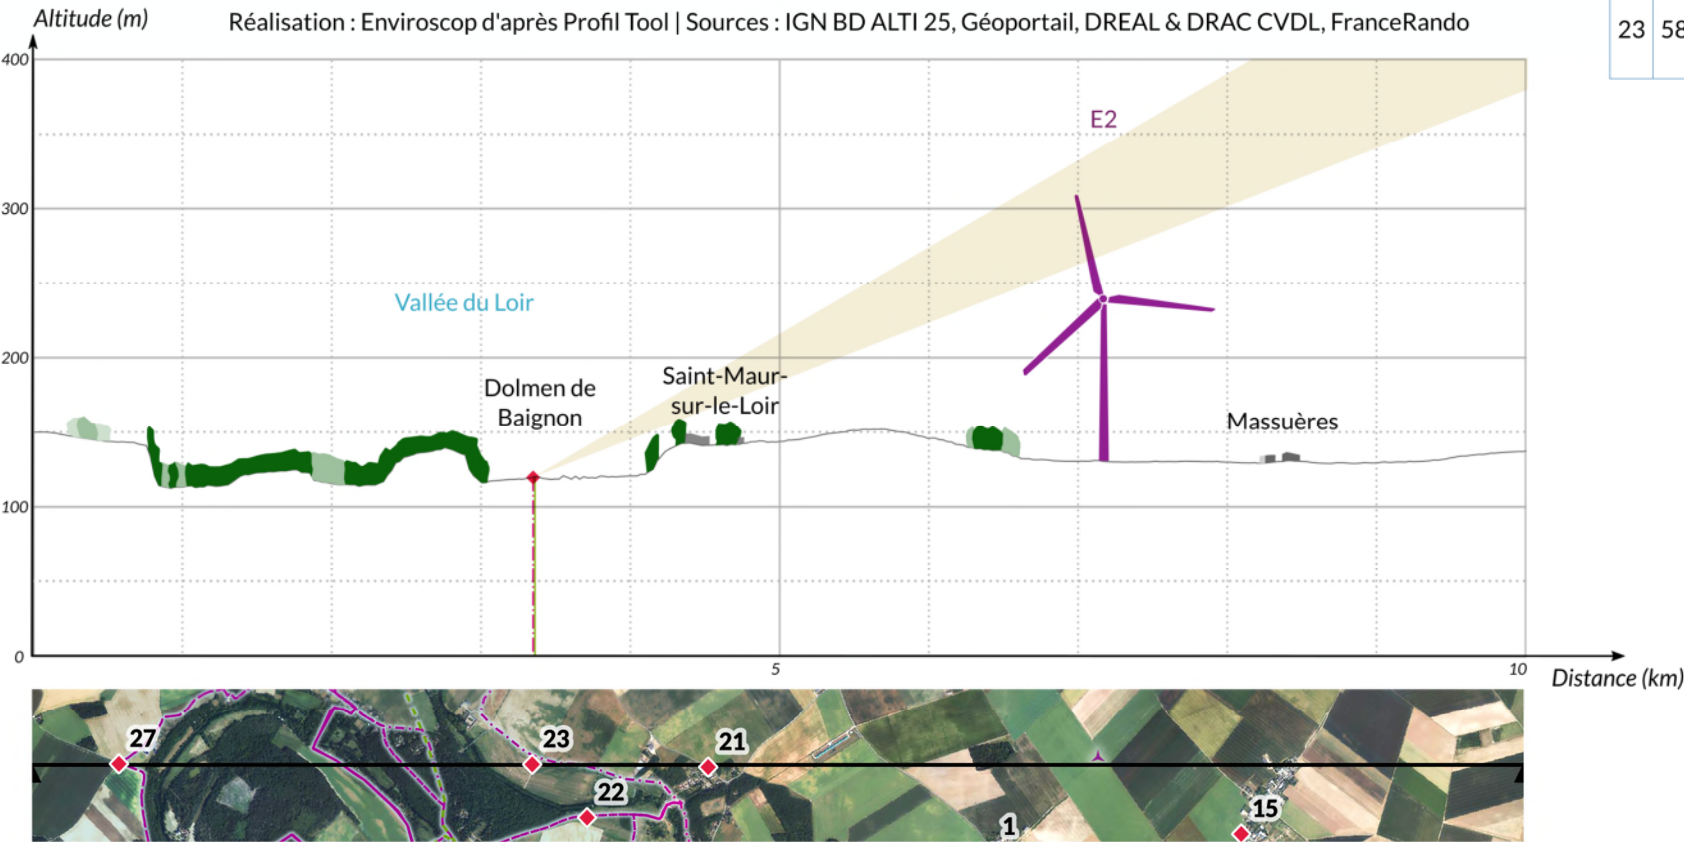 Altitude (m)
Réalisation : Enviroscop d'après Profil Tool | Sources : IGN BD ALTI 25, Géoportail, DREAL & DRAC CVDL, FranceRando
23 58
400
E2
300
Vallée du Loir
200
Dolmen de
Baignon
Saint-Maur-
sur-le-Loir
Massuères
100
0
5
10
Distance (km)
27
23
21
22
15
1